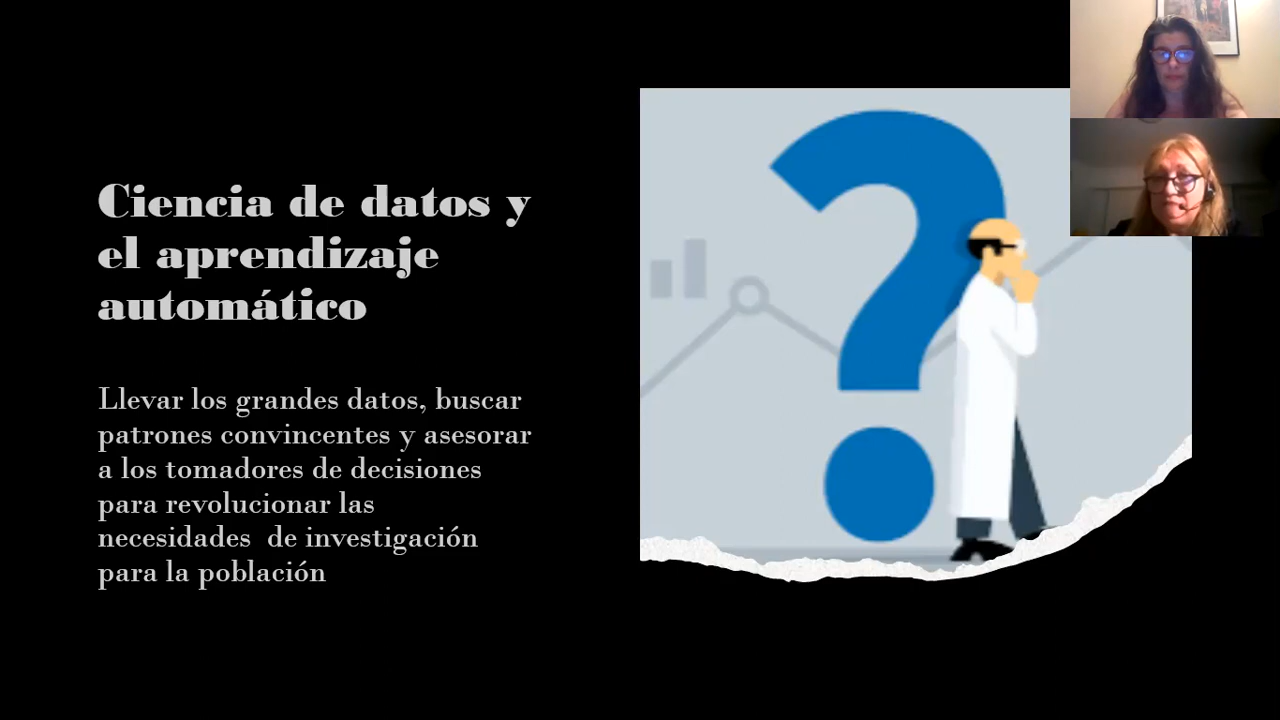 Ciencia de datos y
el aprendizaje
automático
Llevar los grandes datos, buscar
patrones convincentes y asesorar
a los tomadores de decisiones
para revolucionar las
necesidades  de investigación
para la población